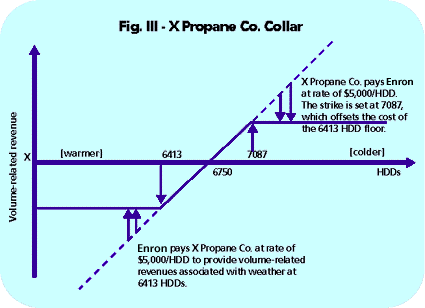 Fig. III - X Propane Co. Collar
X Propane Co. pays Enron
at rate of $5,000/HDD.
The strike is set at 7087,
which offsets the cost of
the 6413 HDD floor.
Volume-related revenue
X
[warmer]
6413
7087
[colder]
6750
HDDs
Enron pays X Propane Co. at rate of
$5,000/HDD to provide volume-related
revenues associated with weather at
6413 HDDs.